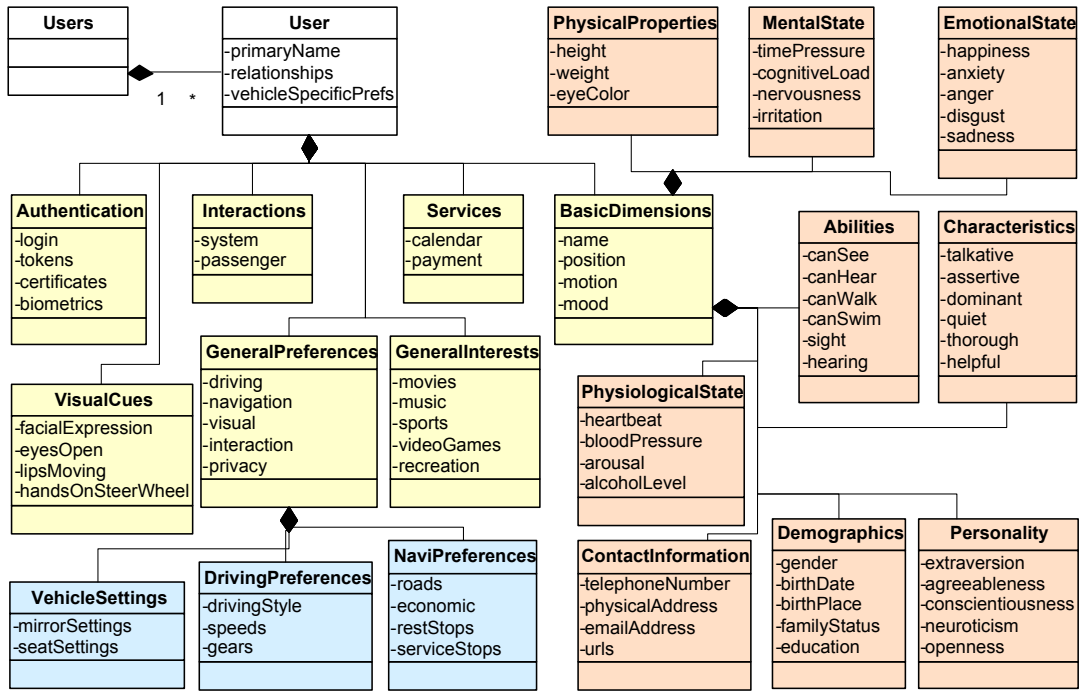 Users
User
-primaryName
-relationships
-vehicleSpecificPrefs
1 *
PhysicalProperties
-height
-weight
-eyeColor
MentalState
-timePressure
-cognitiveLoad
-nervousness
-irritation
EmotionalState
-happiness
-anxiety
-anger
-disgust
-sadness
Authentication
-login
-tokens
-certificates
-biometrics
Interactions
-system
-passenger
Services
-calendar
-payment
BasicDimensions
-name
-position
-motion
-mood
Abilities
-canSee
-canHear
-canWalk
-canSwim
-sight
-hearing
Characteristics
-talkative
-assertive
-dominant
-quiet
-thorough
-helpful
VisualCues
-facialExpression
-eyesOpen
-lipsMoving
-handsOnSteerWheel
GeneralPreferences
-driving
-navigation
-visual
-interaction
-privacy
GeneralInterests
-movies
-music
-sports
-videoGames
-recreation
PhysiologicalState
-heartbeat
-bloodPressure
-arousal
-alcoholLevel
VehicleSettings
-mirrorSettings
-seatSettings
DrivingPreferences
-drivingStyle
-speeds
-gears
NaviPreferences
-roads
-economic
-restStops
-serviceStops
ContactInformation
-telephoneNumber
-physicalAddress
-emailAddress
-urls
Demographics
-gender
-birthDate
-birthPlace
-familyStatus
-education
Personality
-extraversion
-agreeableness
-conscientiousness
-neuroticism
-openness